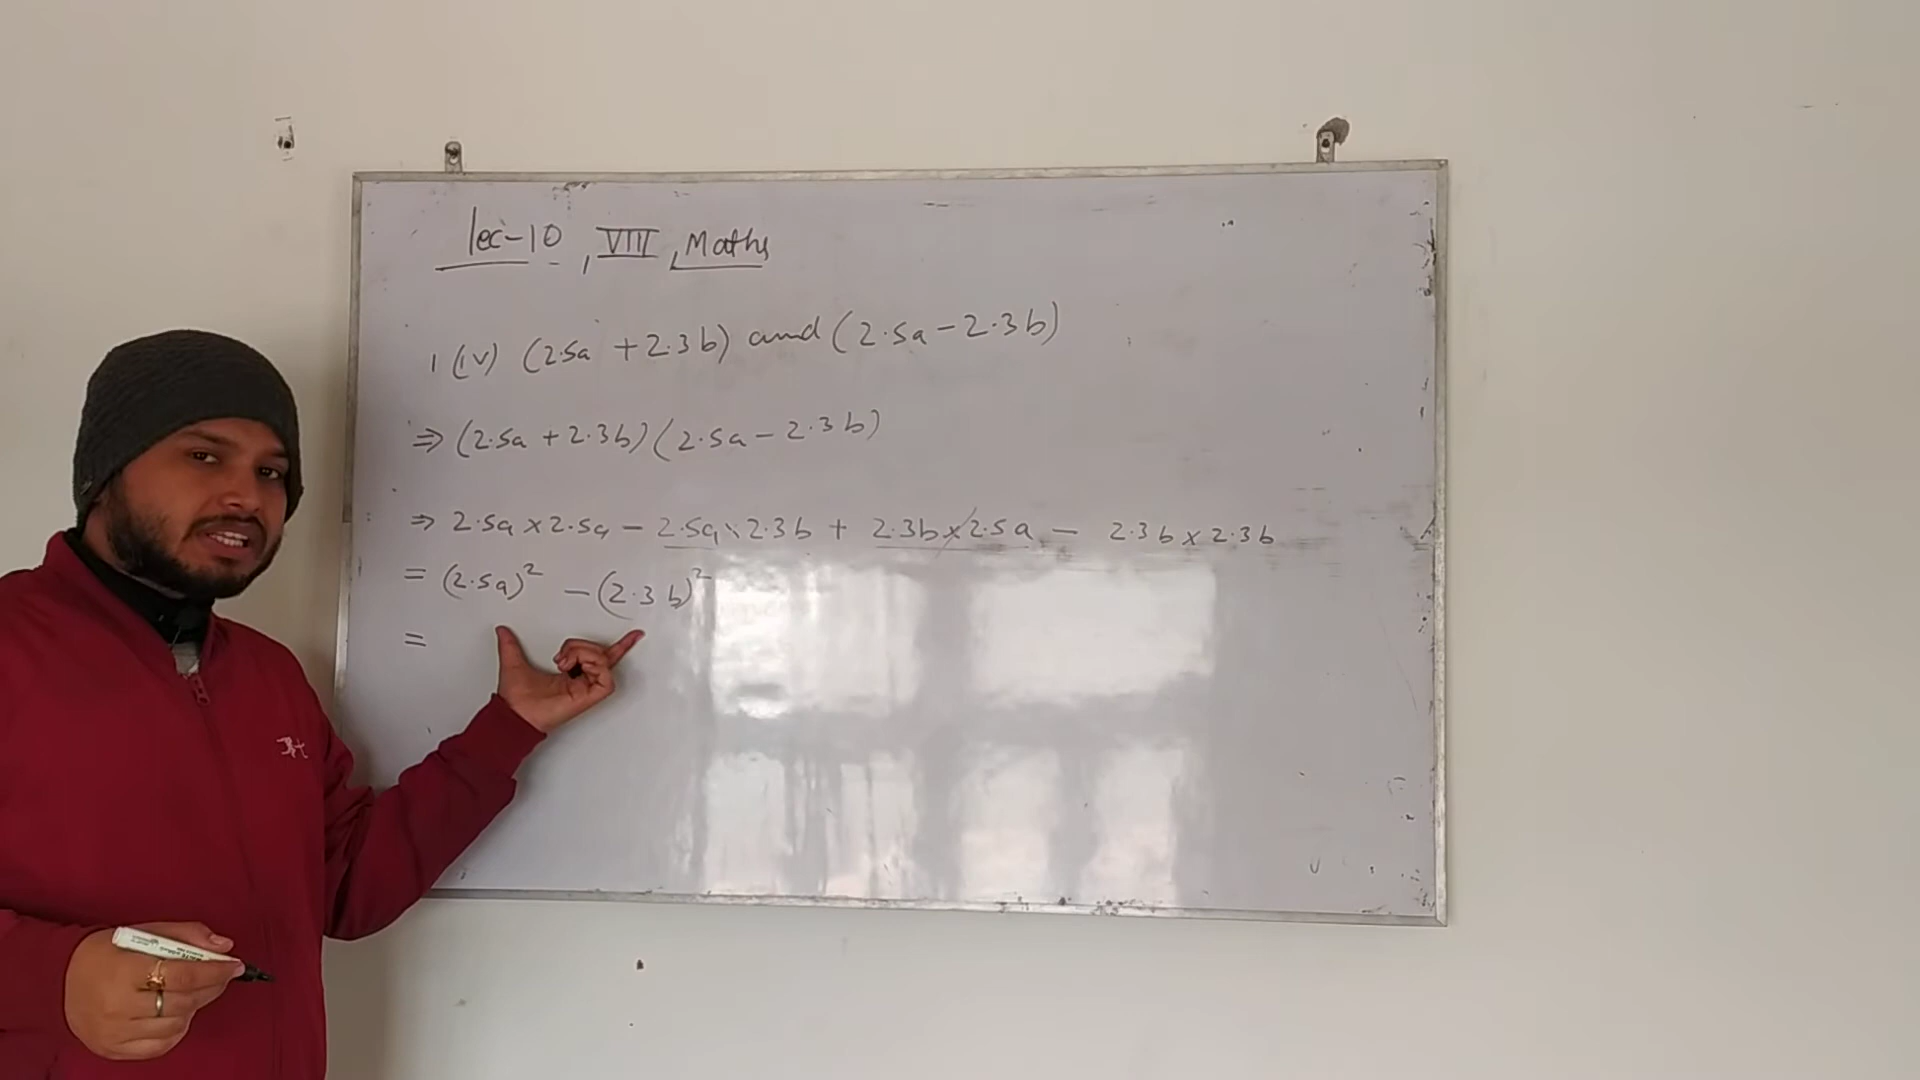 lec-10, VIII, Maths
1 (iv) (2.5a + 2.3b) and (2.5a - 2.3b)
⇒ (2.5a + 2.3b)(2.5a - 2.3b)
⇒ 2.5a × 2.5a - 2.5a × 2.3b + 2.3b × 2.5a - 2.3b × 2.3b
= (2.5a)² - (2.3b)²
=